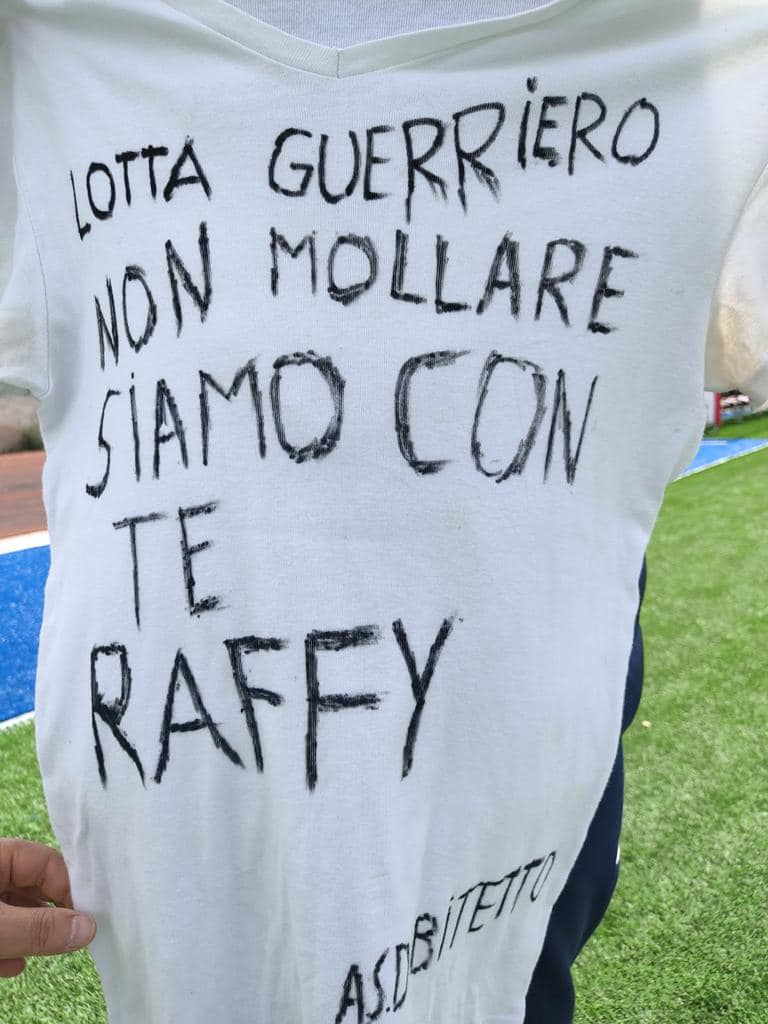 LOTTA GUERRiERO
NON MOLLARE
SiAMO CON
TE
RAFFY
A.S.D BiTETTO